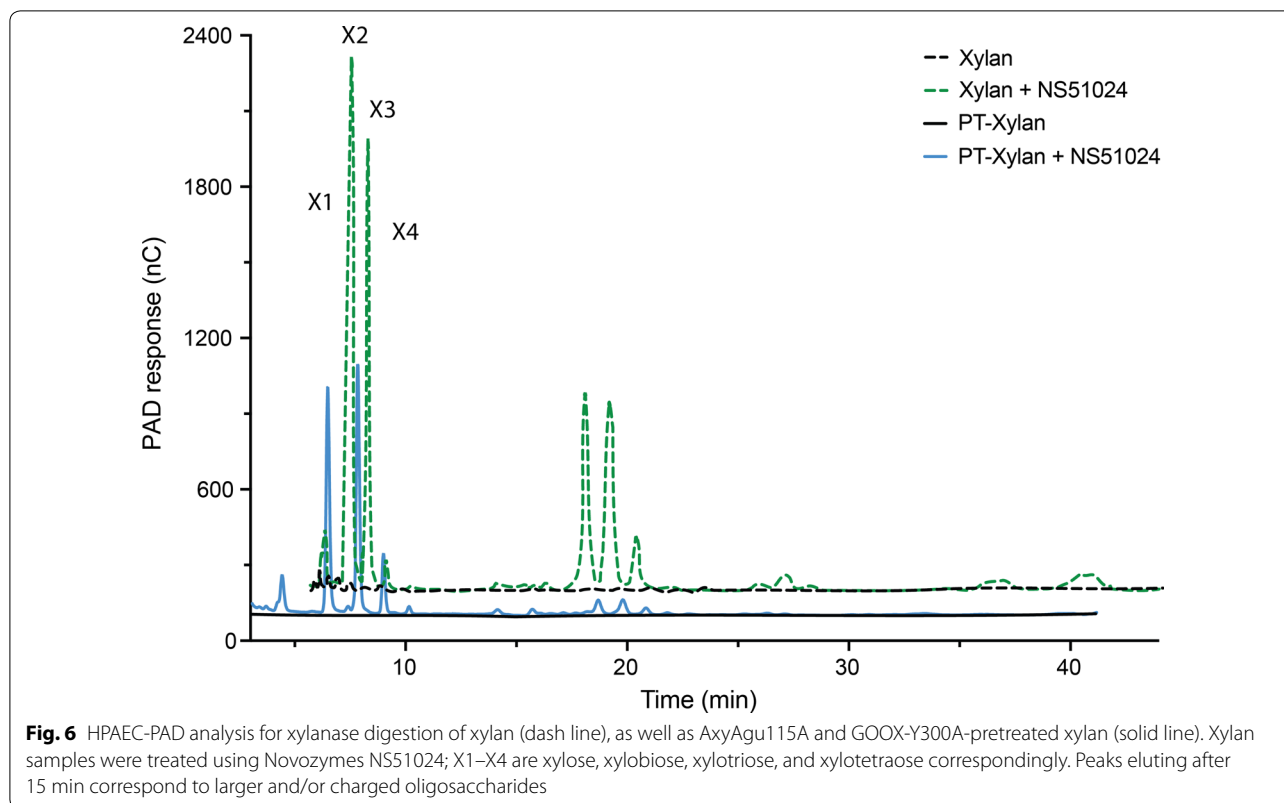 2400
1800
1200
600
0
PAD response (nC)
X1
X2
X3
X4
Xylan
Xylan + NS51024
PT-Xylan
PT-Xylan + NS51024
10
20
30
40
Time (min)
Fig. 6 HPAEC-PAD analysis for xylanase digestion of xylan (dash line), as well as AxyAgu115A and GOOX-Y300A-pretreated xylan (solid line). Xylan
samples were treated using Novozymes NS51024; X1–X4 are xylose, xylobiose, xylotriose, and xylotetraose correspondingly. Peaks eluting after
15 min correspond to larger and/or charged oligosaccharides